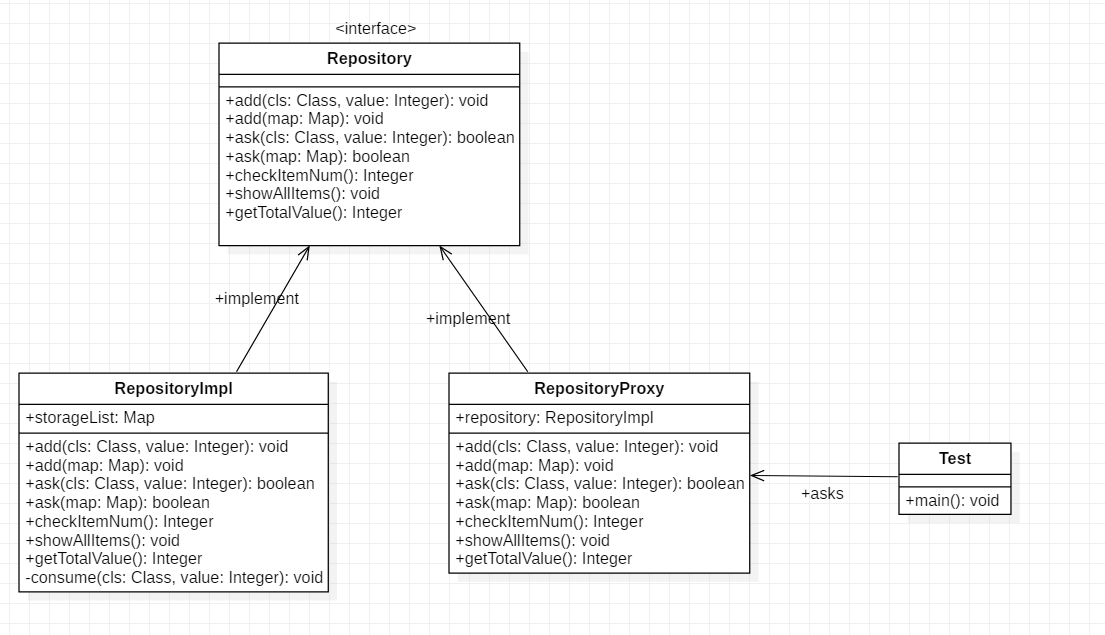 <interface>
Repository
+add(cls: Class, value: Integer): void
+add(map: Map): void
+ask(cls: Class, value: Integer): boolean
+ask(map: Map): boolean
+checkItemNum(): Integer
+showAllItems(): void
+getTotalValue(): Integer
+implement
+implement
RepositoryImpl
+storageList: Map
+add(cls: Class, value: Integer): void
+add(map: Map): void
+ask(cls: Class, value: Integer): boolean
+ask(map: Map): boolean
+checkItemNum(): Integer
+showAllItems(): void
+getTotalValue(): Integer
-consume(cls: Class, value: Integer): void
RepositoryProxy
+repository: RepositoryImpl
+add(cls: Class, value: Integer): void
+add(map: Map): void
+ask(cls: Class, value: Integer): boolean
+ask(map: Map): boolean
+checkItemNum(): Integer
+showAllItems(): void
+getTotalValue(): Integer
+asks
Test
+main(): void